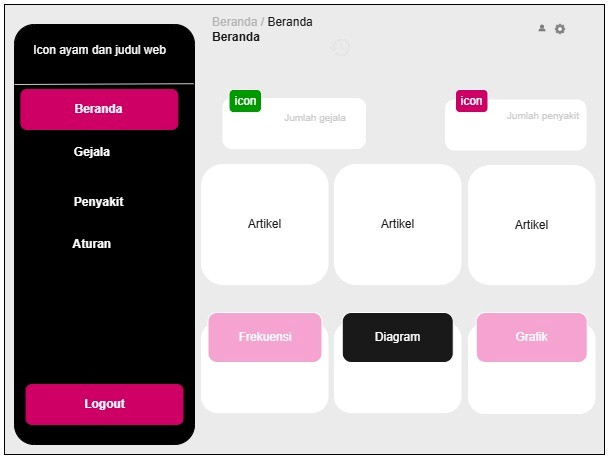 Icon ayam dan judul web
Beranda
Gejala
Penyakit
Aturan
Logout
Beranda / Beranda
Beranda
icon
Jumlah gejala
icon
Jumlah penyakit
Artikel
Artikel
Artikel
Frekuensi
Diagram
Grafik